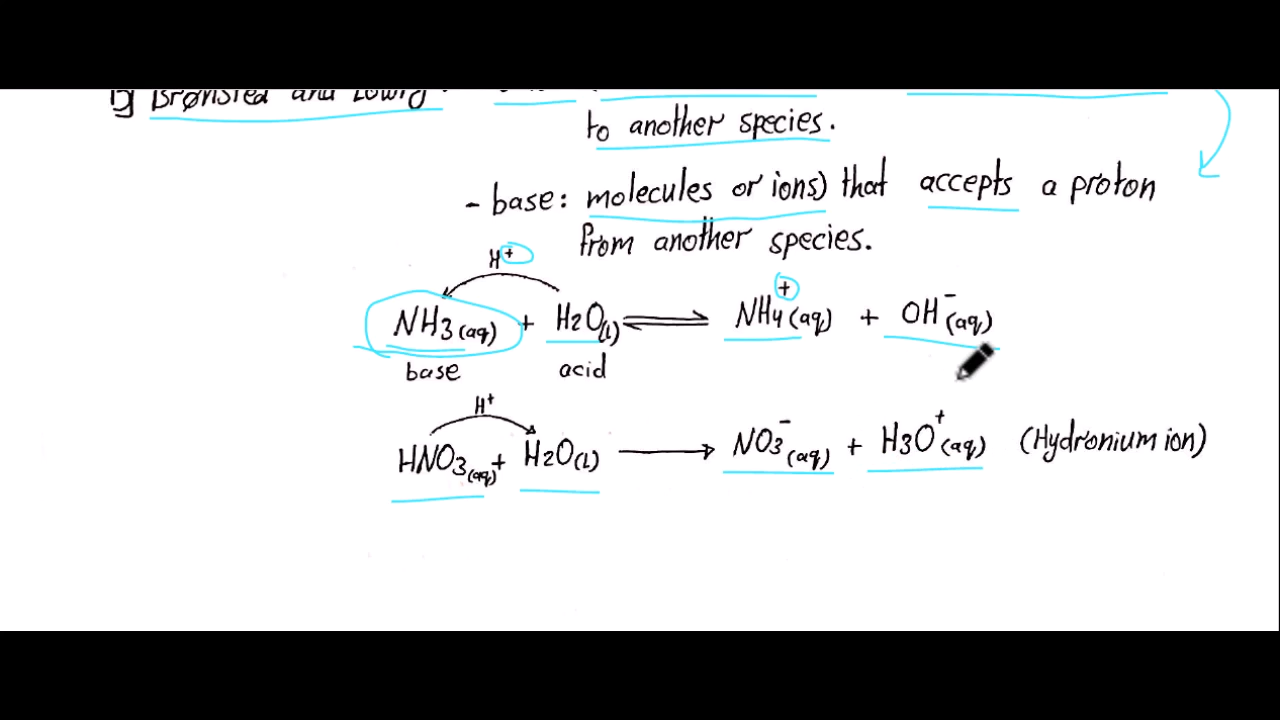 Brønsted and Lowry
to another species.
- base: molecules or ions) that accepts a proton
from another species.
H+
NH3(aq) + H2O(l) ⇌ NH4+(aq) + OH-(aq)
base acid
H+
HNO3(aq) + H2O(l) ⟶ NO3-(aq) + H3O+(aq) (Hydronium ion)